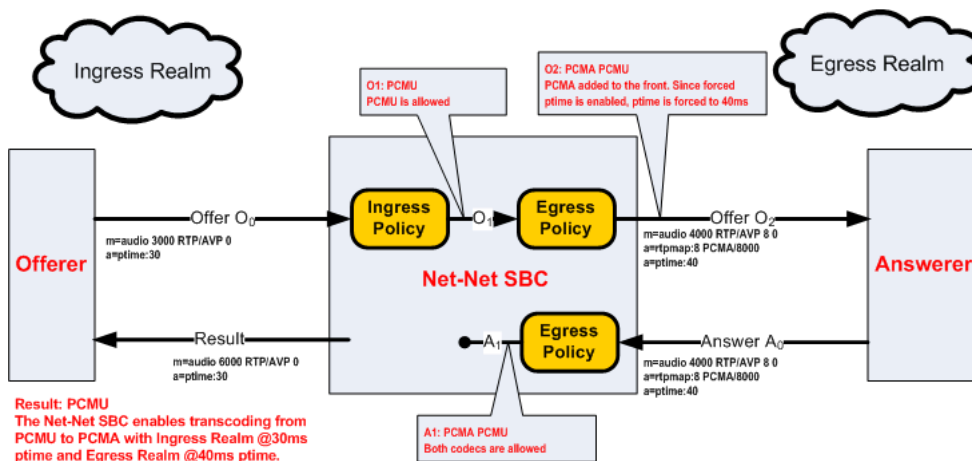 Ingress Realm
Egress Realm
O1: PCMU
PCMU is allowed
O2: PCMA PCMU
PCMA added to the front. Since forced
ptime is enabled, ptime is forced to 40ms
Offerer
Offer O0
m=audio 3000 RTP/AVP 0
a=ptime:30
Ingress
Policy
O1
Egress
Policy
Offer O2
m=audio 4000 RTP/AVP 8 0
a=rtpmap:8 PCMA/8000
a=ptime:40
Answerer
Net-Net SBC
Result
m=audio 6000 RTP/AVP 0
a=ptime:30
A1
Egress
Policy
Answer A0
m=audio 4000 RTP/AVP 8 0
a=rtpmap:8 PCMA/8000
a=ptime:40
Result: PCMU
The Net-Net SBC enables transcoding from
PCMU to PCMA with Ingress Realm @30ms
ptime and Egress Realm @40ms ptime.
A1: PCMA PCMU
Both codecs are allowed